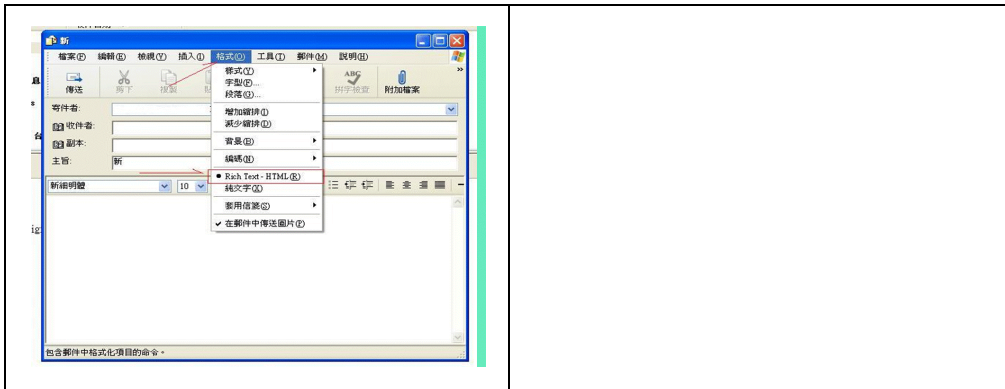 新
檔案(F) 編輯(E) 檢視(V) 插入(I) 格式(O) 工具(T) 郵件(M) 說明(H)
傳送 剪下 複製 拼字檢查 附加檔案
樣式(Y)
字型(F)...
段落(G)...
增加縮排(I)
減少縮排(D)
背景(B)
編碼(N)
Rich Text - HTML(R)
純文字(X)
套用信箋(S)
在郵件中傳送圖片(P)
寄件者:
收件者:
副本:
主旨: 新
新細明體 10
包含郵件中格式化項目的命令。